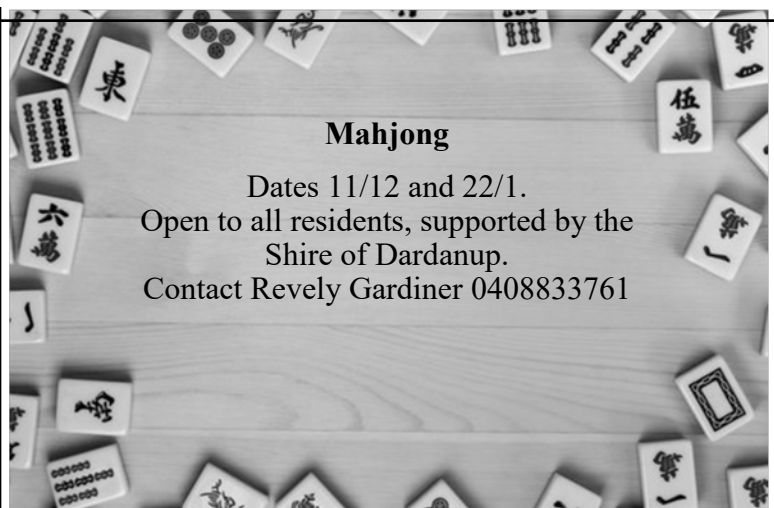 Mahjong
Dates 11/12 and 22/1.
Open to all residents, supported by the
Shire of Dardanup.
Contact Revely Gardiner 0408833761
東
伍
萬
六
萬